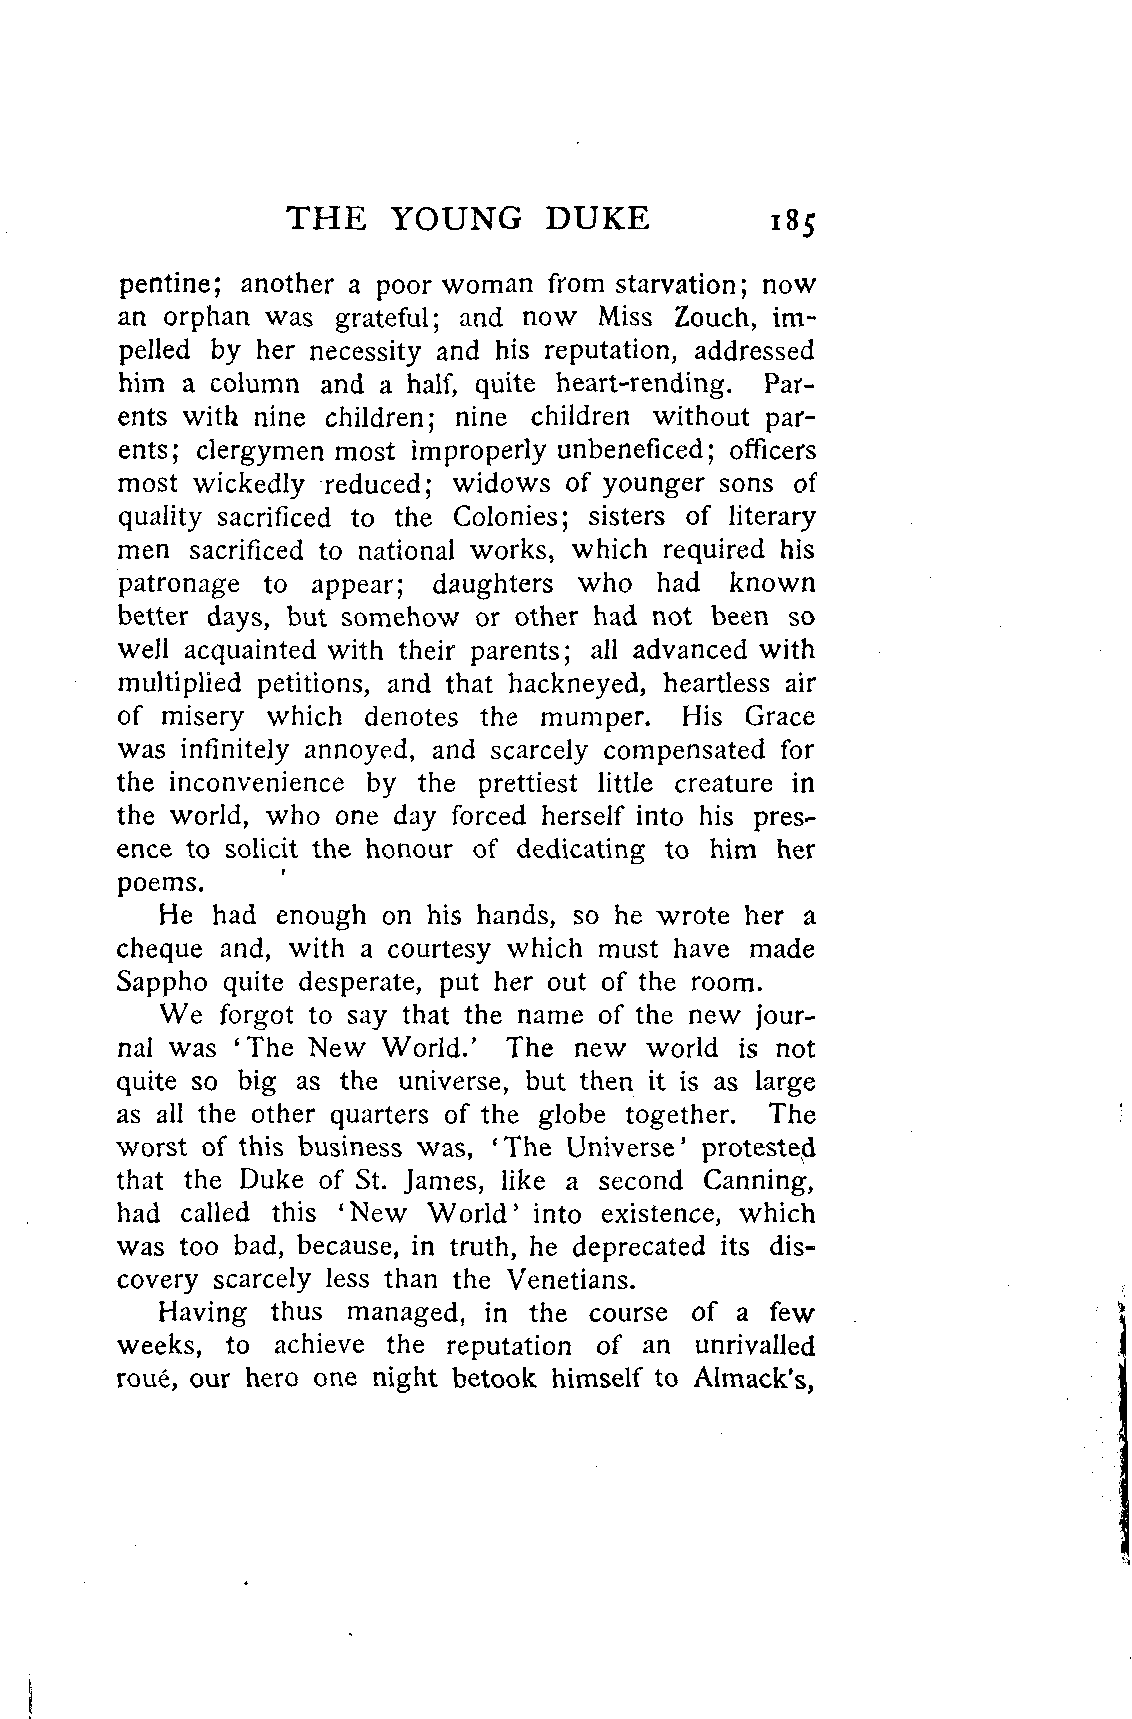 THE YOUNG DUKE 185
pentine; another a poor woman from starvation; now
an orphan was grateful; and now Miss Zouch, im-
pelled by her necessity and his reputation, addressed
him a column and a half, quite heart-rending. Par-
ents with nine children; nine children without par-
ents; clergymen most improperly unbeneficed; officers
most wickedly reduced; widows of younger sons of
quality sacrificed to the Colonies; sisters of literary
men sacrificed to national works, which required his
patronage to appear; daughters who had known
better days, but somehow or other had not been so
well acquainted with their parents; all advanced with
multiplied petitions, and that hackneyed, heartless air
of misery which denotes the mumper. His Grace
was infinitely annoyed, and scarcely compensated for
the inconvenience by the prettiest little creature in
the world, who one day forced herself into his pres-
ence to solicit the honour of dedicating to him her
poems.
He had enough on his hands, so he wrote her a
cheque and, with a courtesy which must have made
Sappho quite desperate, put her out of the room.
We forgot to say that the name of the new jour-
nal was 'The New World.' The new world is not
quite so big as the universe, but then it is as large
as all the other quarters of the globe together. The
worst of this business was, 'The Universe' protested
that the Duke of St. James, like a second Canning,
had called this 'New World' into existence, which
was too bad, because, in truth, he deprecated its dis-
covery scarcely less than the Venetians.
Having thus managed, in the course of a few
weeks, to achieve the reputation of an unrivalled
roué, our hero one night betook himself to Almack's,